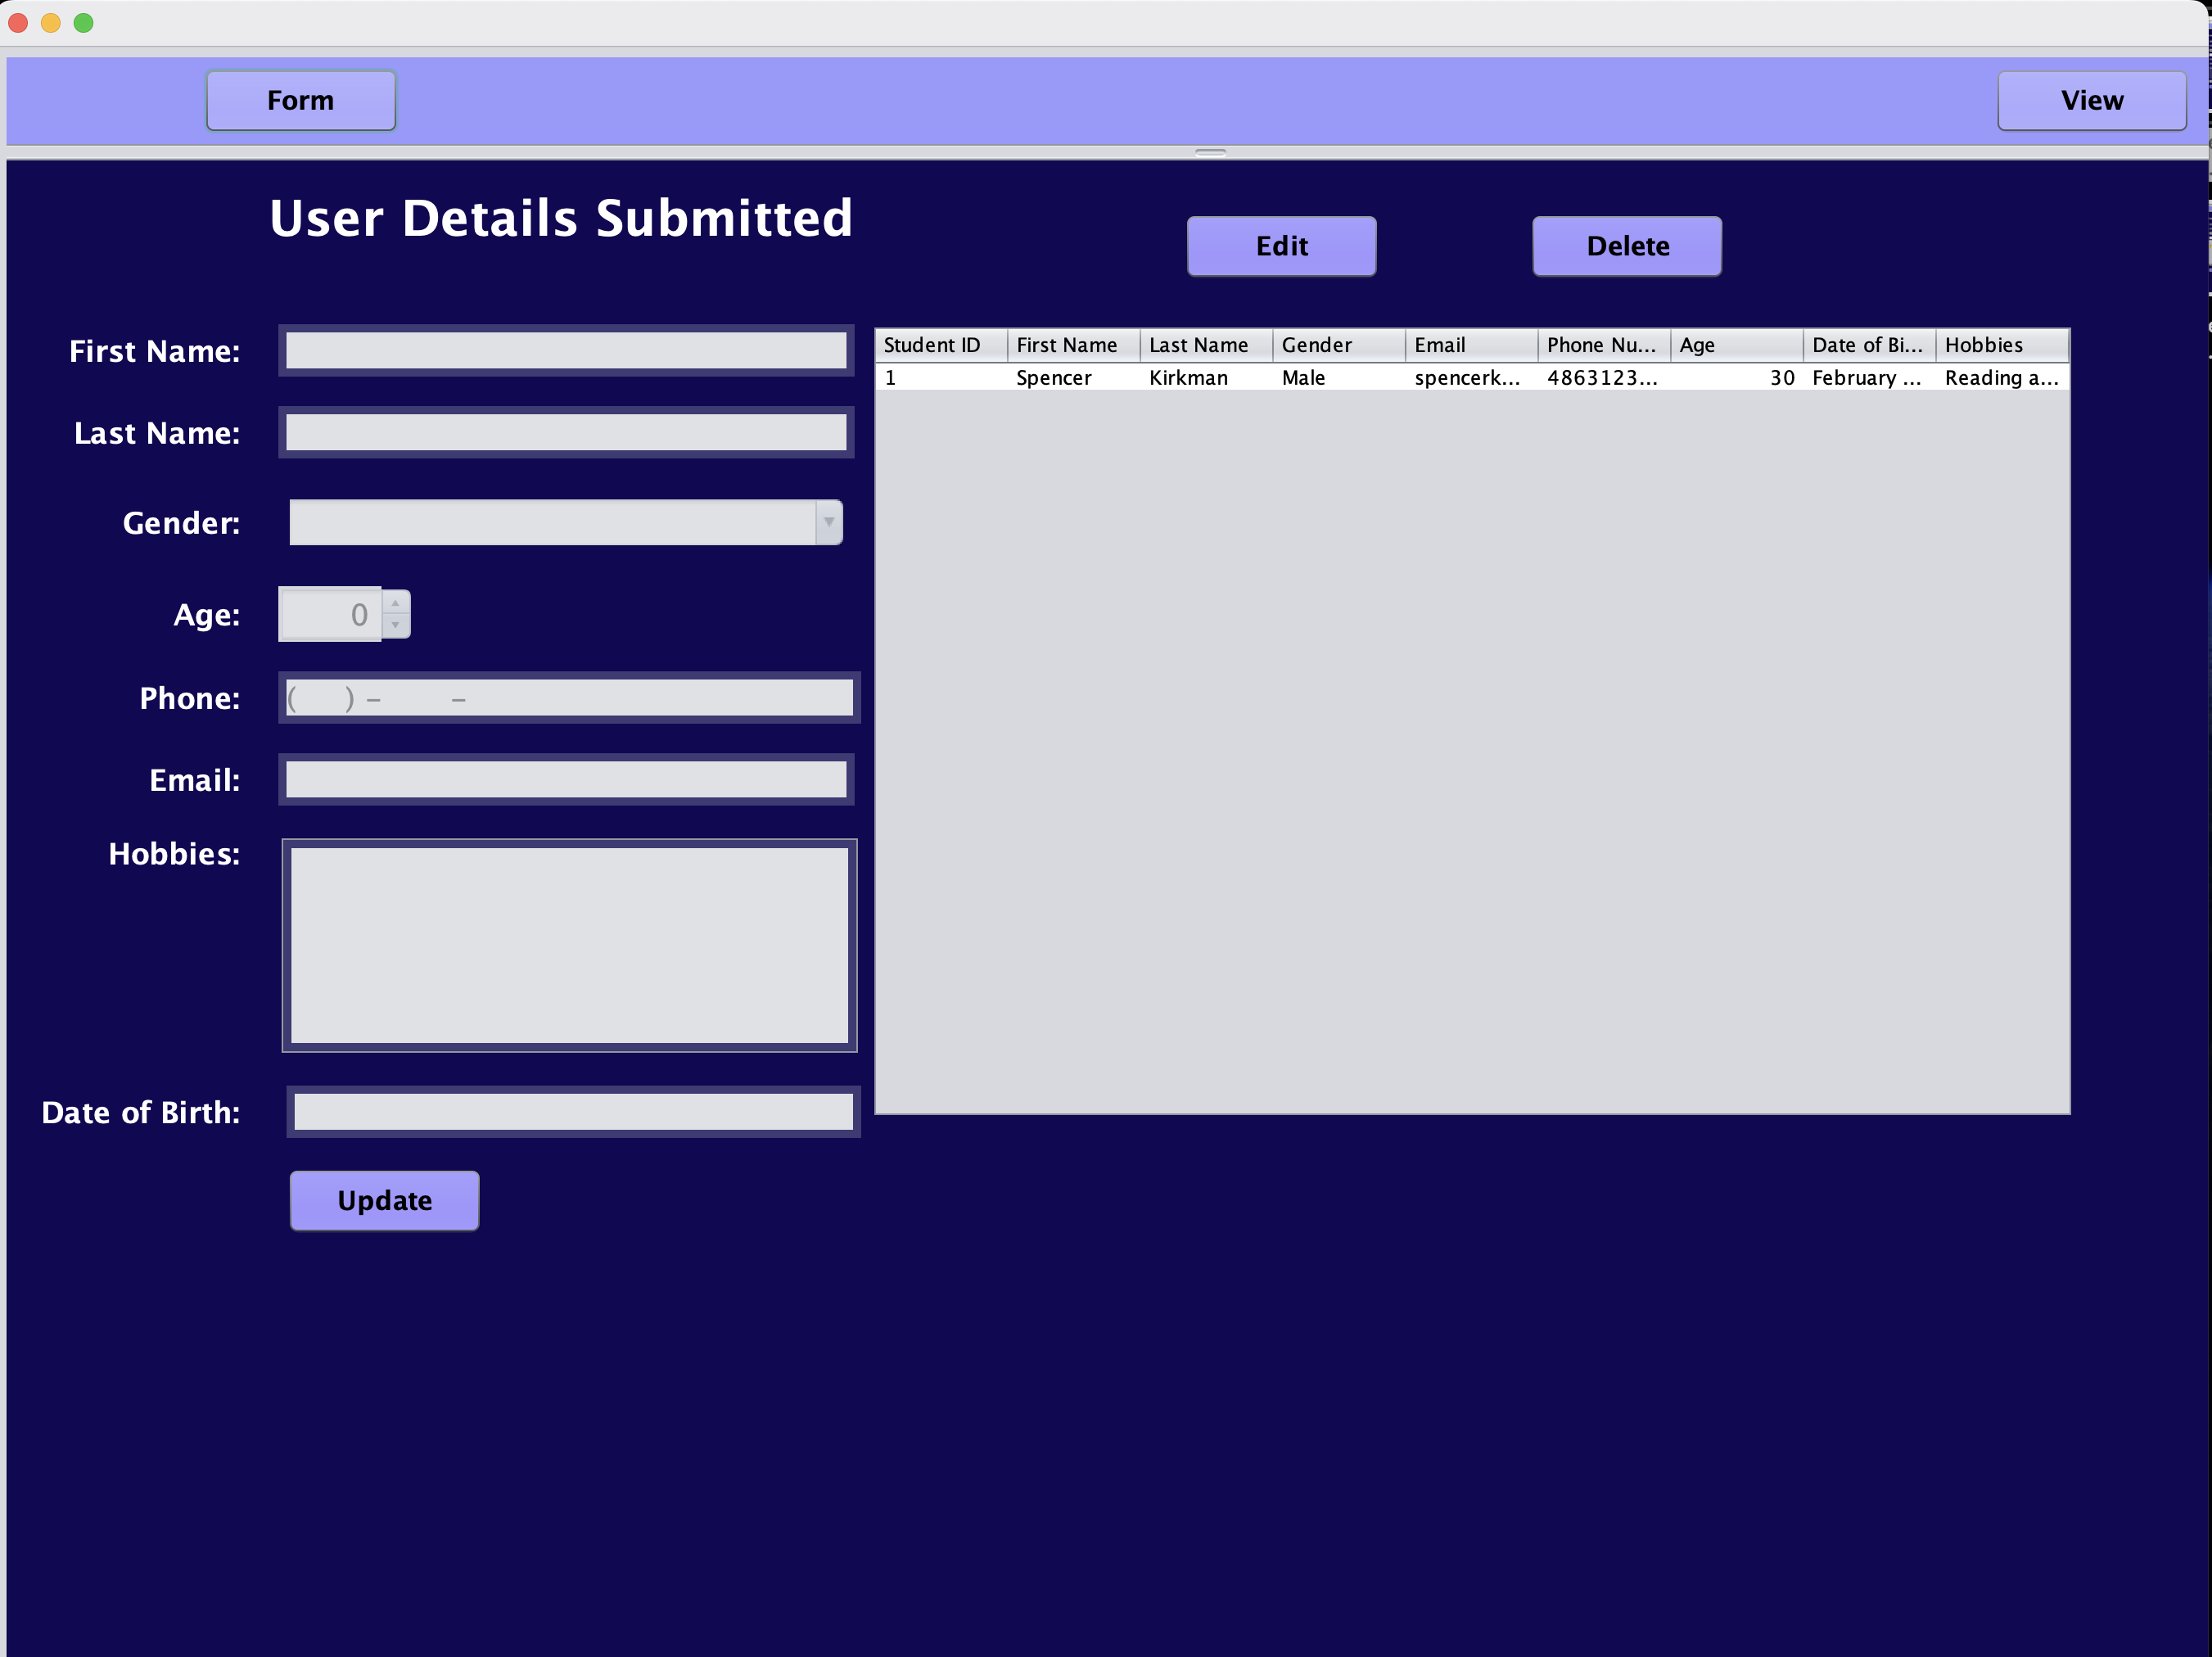 Form View
User Details Submitted
Edit Delete
First Name:
Last Name:
Gender:
Age: 0
Phone: ( ) - -
Email:
Hobbies:
Date of Birth:
Update
Student ID First Name Last Name Gender Email Phone Nu... Age Date of Bi... Hobbies
1 Spencer Kirkman Male spencerk... 4863123... 30 February ... Reading a...